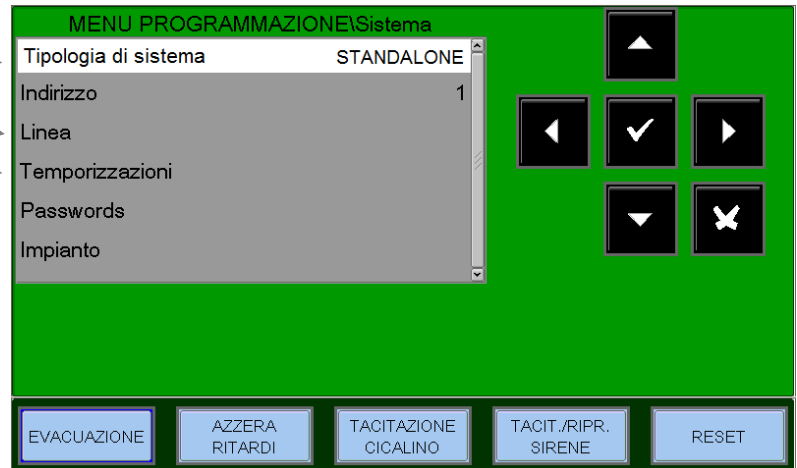 MENU PROGRAMMAZIONE\Sistema
Tipologia di sistema STANDALONE
Indirizzo 1
Linea
Temporizzazioni
Passwords
Impianto
EVACUAZIONE
AZZERA
RITARDI
TACITAZIONE
CICALINO
TACIT./RIPR.
SIRENE
RESET